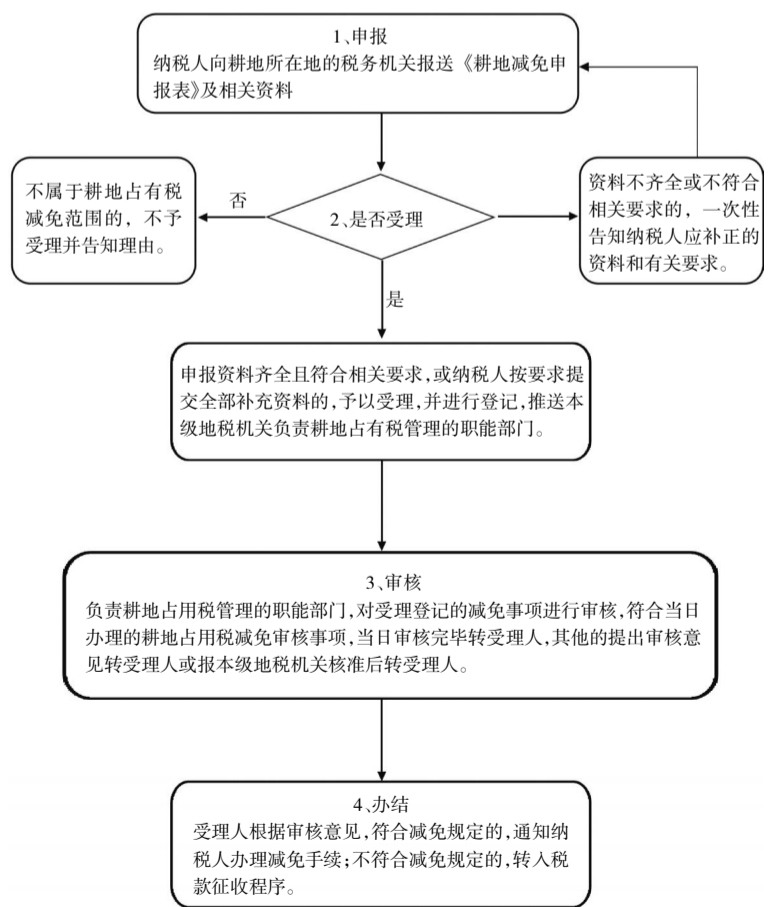 1、申报
纳税人向耕地所在地的税务机关报送《耕地减免申
报表》及相关资料
不属于耕地占有税
减免范围的，不予
受理并告知理由。
否
2、是否受理
资料不齐全或不符合
相关要求的，一次性
告知纳税人应补正的
资料和有关要求。
是
申报资料齐全且符合相关要求，或纳税人按要求提
交全部补充资料的，予以受理，并进行登记，推送本
级地税机关负责耕地占有税管理的职能部门。
3、审核
负责耕地占用税管理的职能部门，对受理登记的减免事项进行审核，符合当日
办理的耕地占用税减免审核事项，当日审核完毕转受理人，其他的提出审核意
见转受理人或报本级地税机关核准后转受理人。
4、办结
受理人根据审核意见，符合减免规定的，通知纳
税人办理减免手续；不符合减免规定的，转入税
款征收程序。